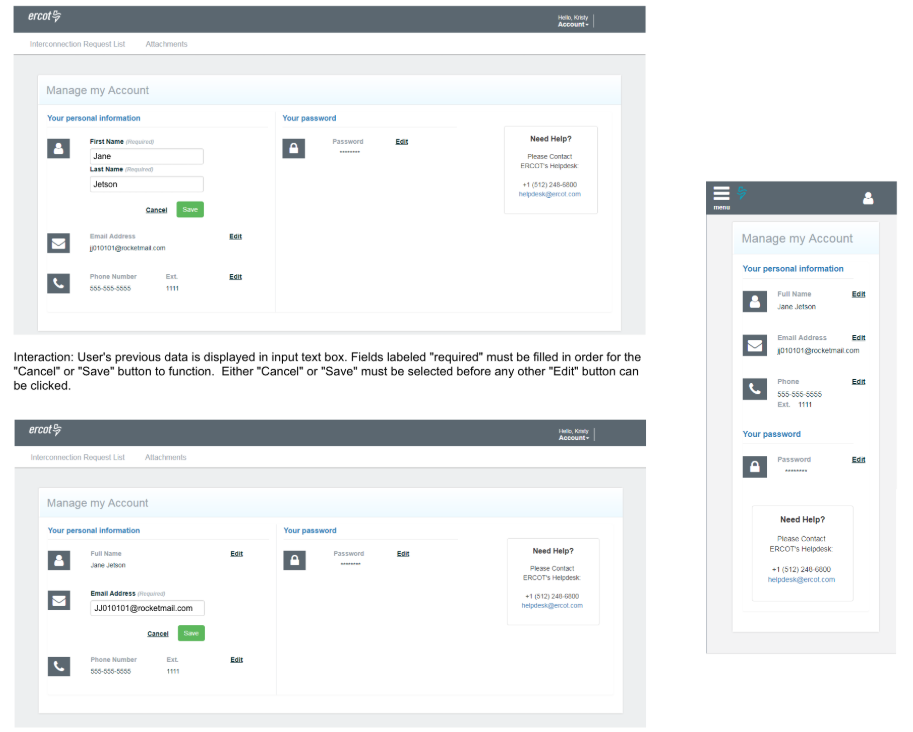 ercot
Hello, Kristy
Account
Interconnection Request List Attachments
Manage my Account
Your personal information Your password
First Name (Required) Password Edit
Jane ********
Last Name (Required)
Jetson
Cancel Save
Email Address Edit
jj010101@rocketmail.com
Phone Number Ext. Edit
555-555-5555 1111
Need Help?
Please Contact
ERCOT's Helpdesk:
+1 (512) 248-6800
helpdesk@ercot.com
Interaction: User's previous data is displayed in input text box. Fields labeled "required" must be filled in order for the
"Cancel" or "Save" button to function. Either "Cancel" or "Save" must be selected before any other "Edit" button can
be clicked.
ercot
Hello, Kristy
Account
Interconnection Request List Attachments
Manage my Account
Your personal information Your password
Full Name Edit Password Edit
Jane Jetson ********
Email Address (Required)
JJ010101@rocketmail.com
Cancel Save
Phone Number Ext. Edit
555-555-5555 1111
Need Help?
Please Contact
ERCOT's Helpdesk:
+1 (512) 248-6800
helpdesk@ercot.com
menu
Manage my Account
Your personal information
Full Name Edit
Jane Jetson
Email Address Edit
jj010101@rocketmail.com
Phone Edit
555-555-5555
Ext. 1111
Your password
Password Edit
********
Need Help?
Please Contact
ERCOT's Helpdesk:
+1 (512) 248-6800
helpdesk@ercot.com